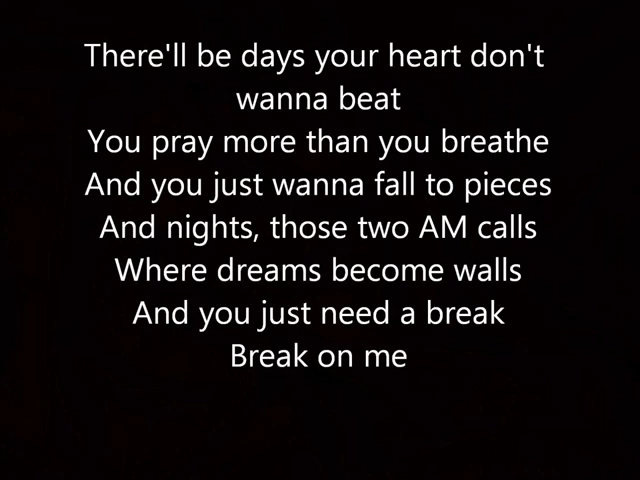 There'll be days your heart don't
wanna beat
You pray more than you breathe
And you just wanna fall to pieces
And nights, those two AM calls
Where dreams become walls
And you just need a break
Break on me